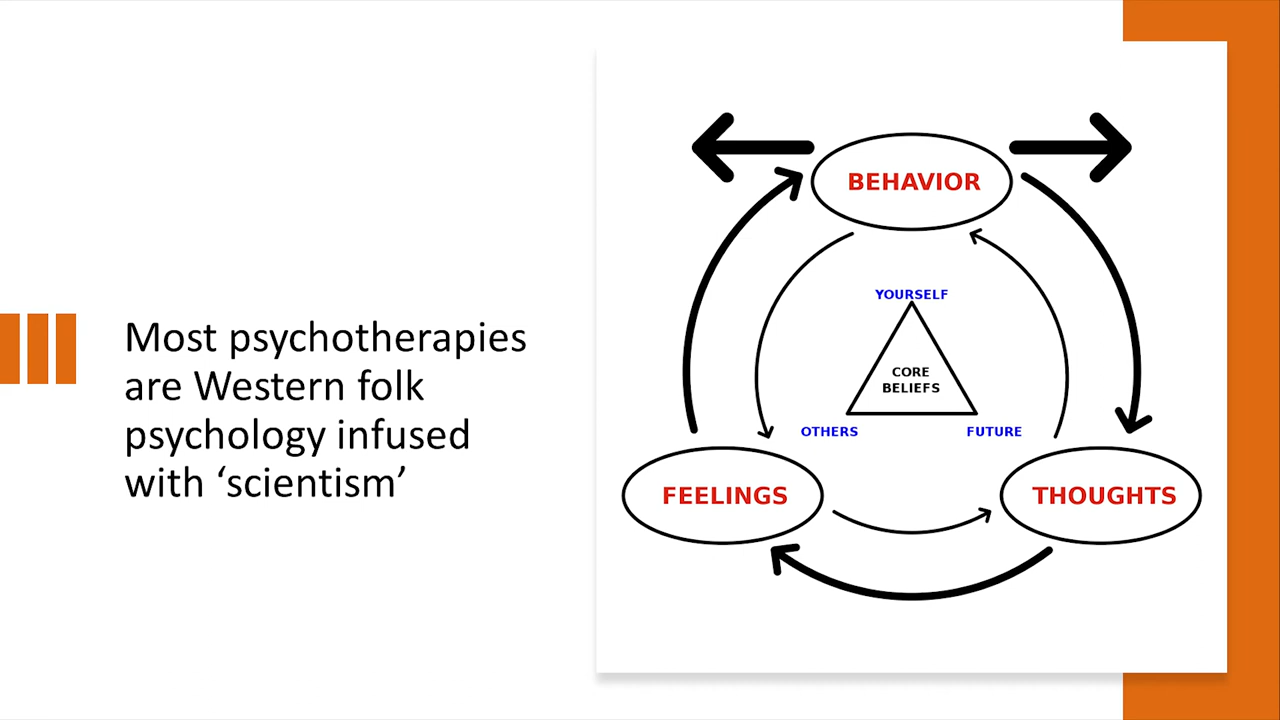 Most psychotherapies
are Western folk
psychology infused
with ‘scientism’
BEHAVIOR
YOURSELF
CORE
BELIEFS
OTHERS
FUTURE
FEELINGS
THOUGHTS